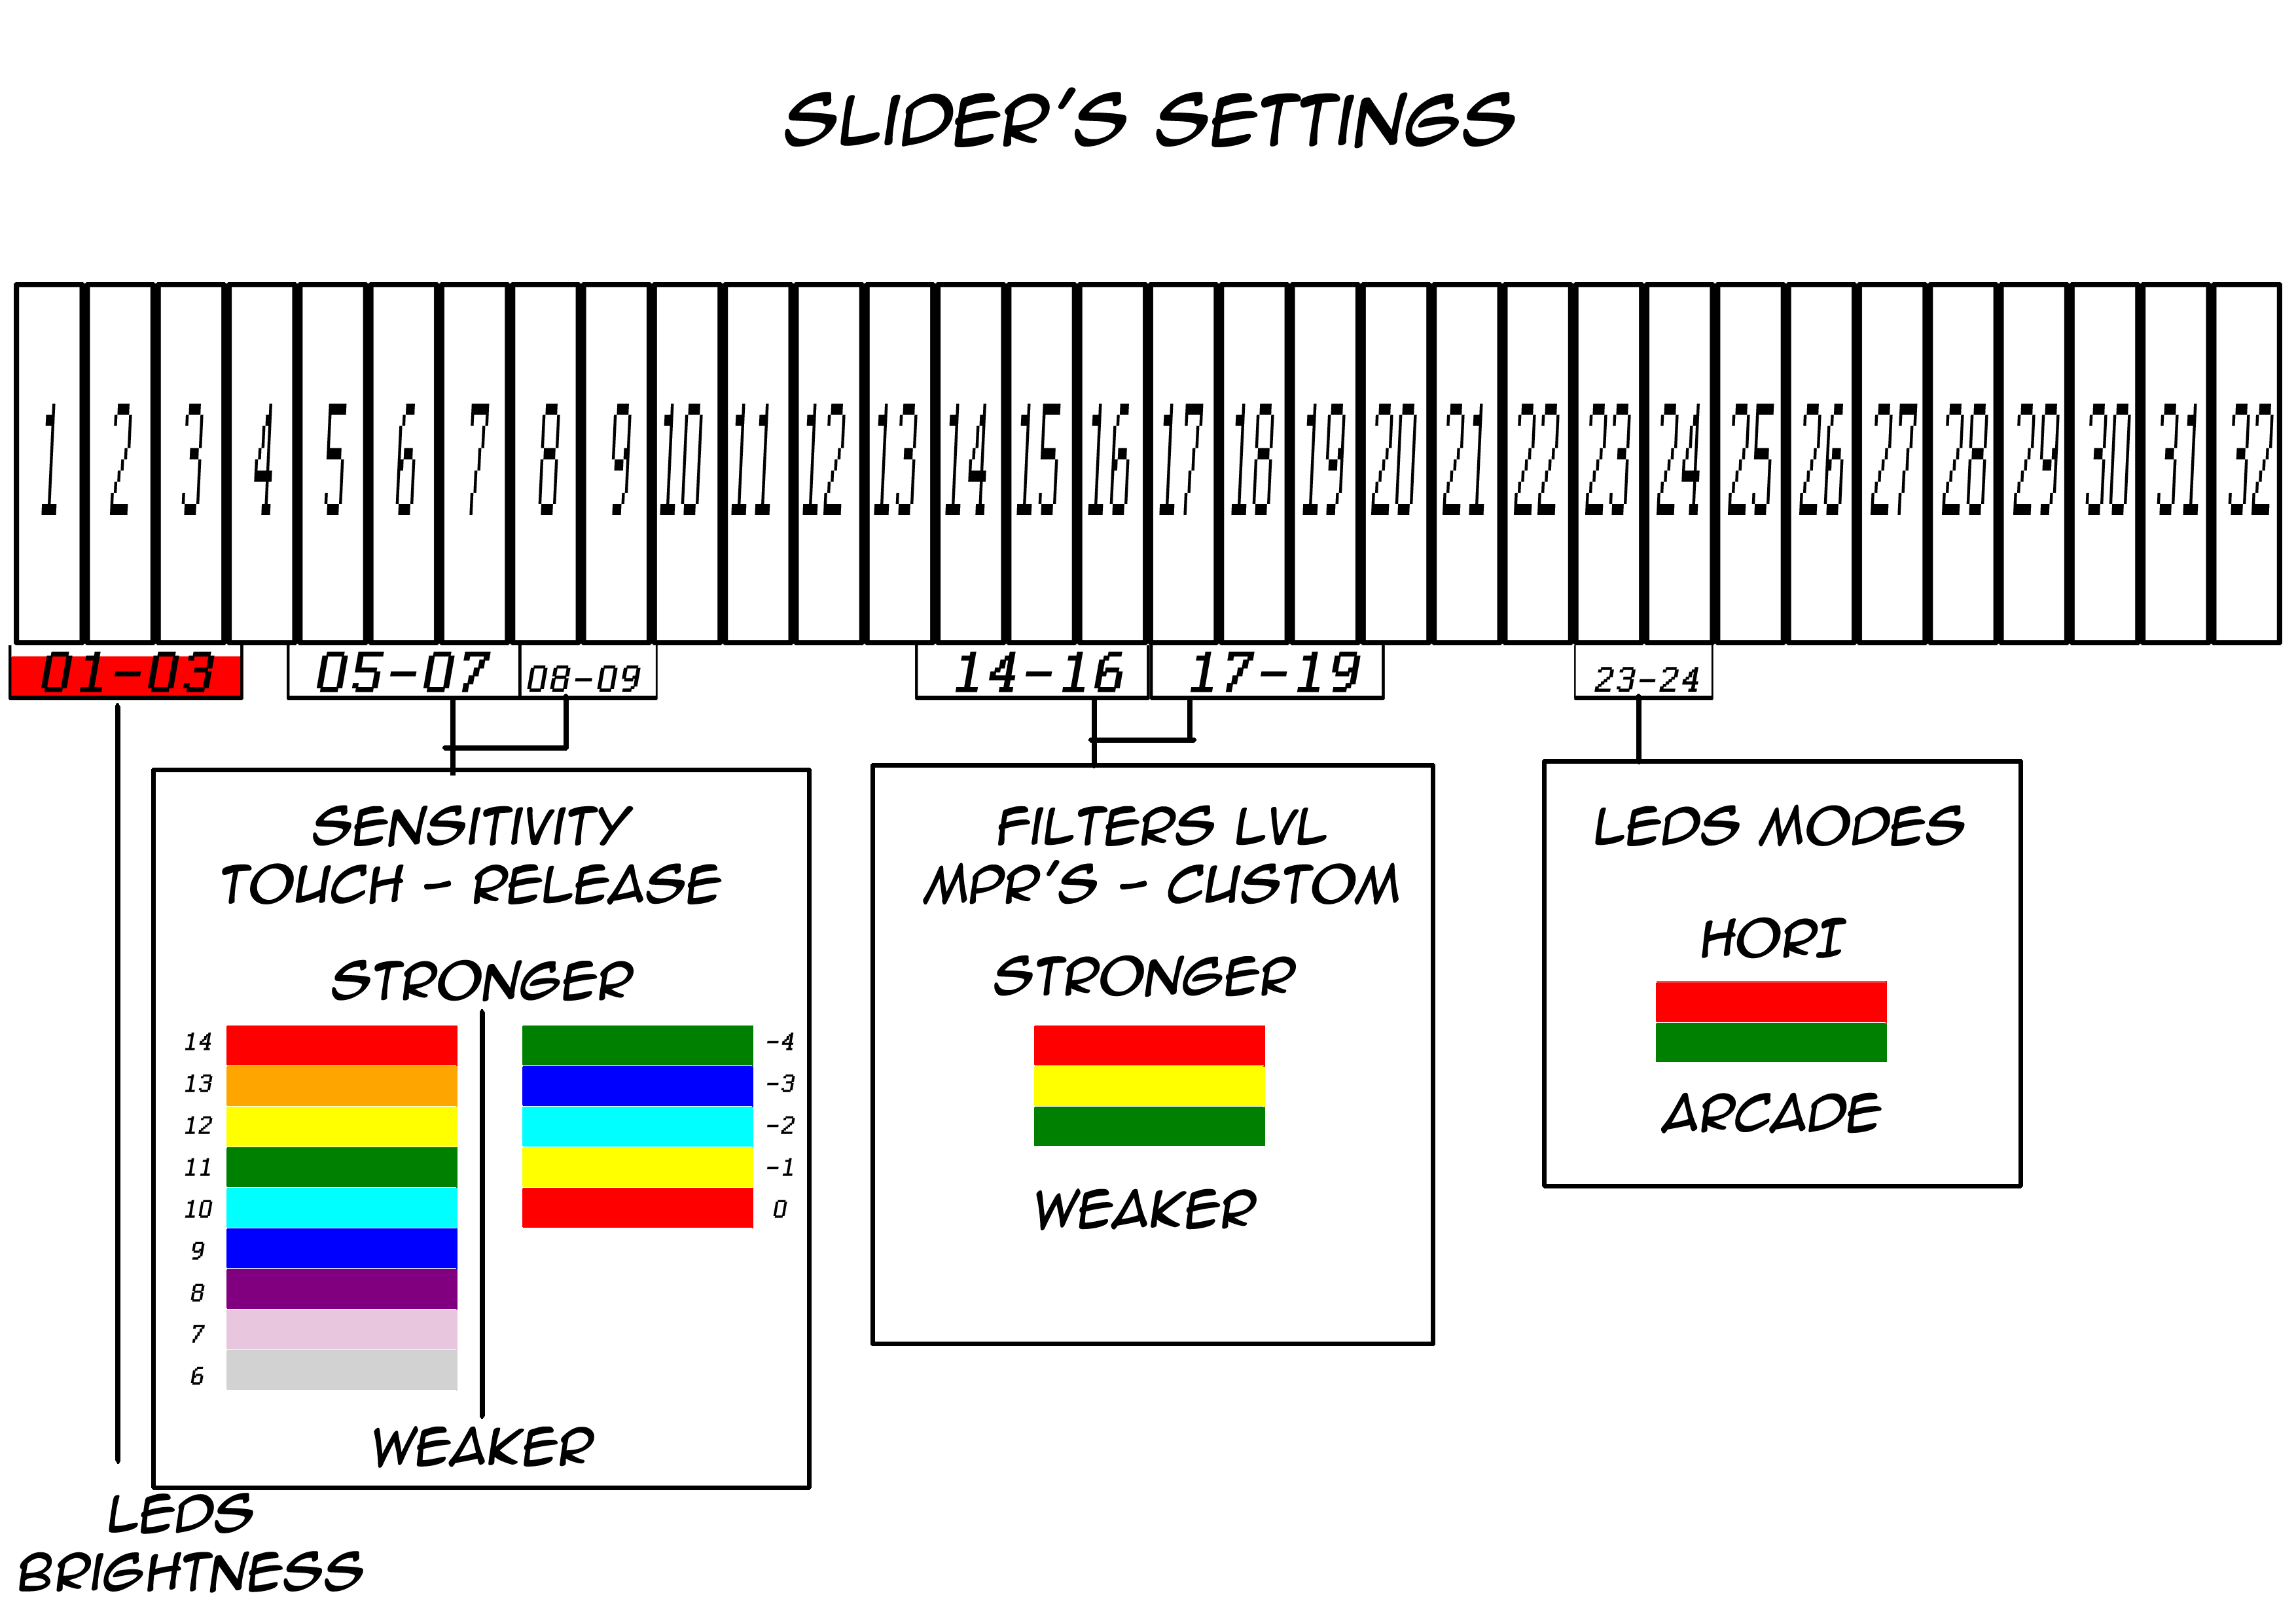 SLIDER'S SETTINGS
1 2 3 4 5 6 7 8 9 10 11 12 13 14 15 16 17 18 19 20 21 22 23 24 25 26 27 28 29 30 31 32
01-03 05-07 08-09 14-16 17-19 23-24
SENSITIVITY
TOUCH - RELEASE
STRONGER
14 -4
13 -3
12 -2
11 -1
10 0
9
8
7
6
WEAKER
FILTERS LVL
MPR'S - CUSTOM
STRONGER
WEAKER
LEDS MODES
HORI
ARCADE
LEDS
BRIGHTNESS